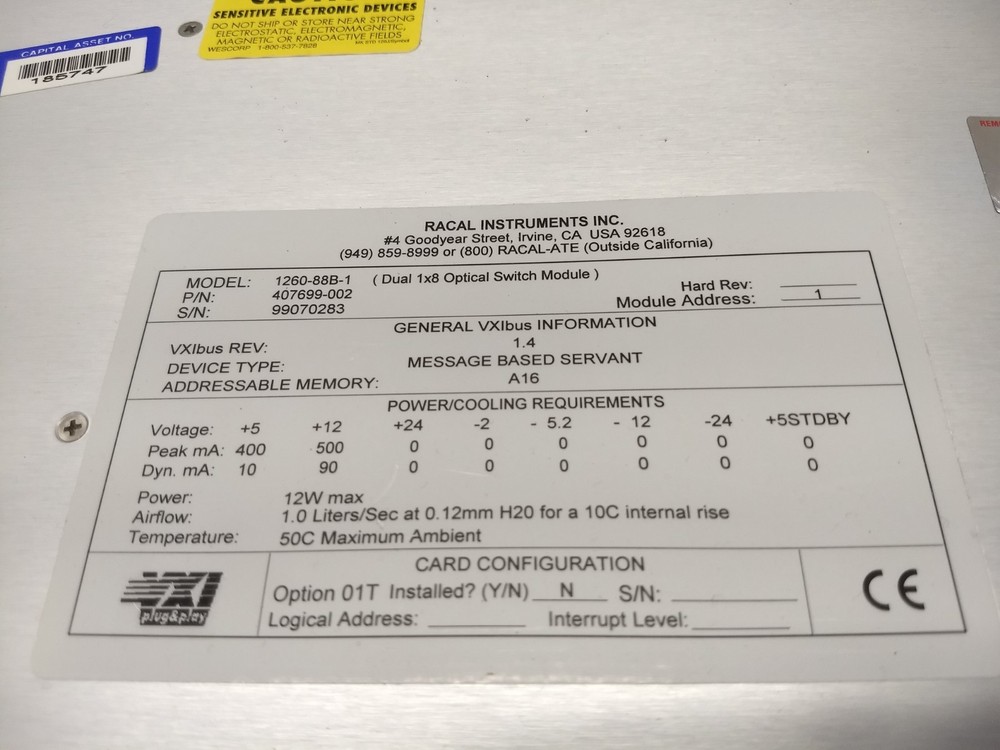 SENSITIVE ELECTRONIC DEVICES
DO NOT SHIP OR STORE NEAR STRONG
ELECTROSTATIC, ELECTROMAGNETIC,
MAGNETIC OR RADIOACTIVE FIELDS
WESCORP 1-800-537-7828
CAPITAL ASSET NO.
185747
RACAL INSTRUMENTS INC.
#4 Goodyear Street, Irvine, CA USA 92618
(949) 859-8999 or (800) RACAL-ATE (Outside California)
MODEL: 1260-88B-1 ( Dual 1x8 Optical Switch Module ) Hard Rev:
P/N: 407699-002 Module Address: 1
S/N: 99070283
GENERAL VXIbus INFORMATION
VXIbus REV: 1.4
DEVICE TYPE: MESSAGE BASED SERVANT
ADDRESSABLE MEMORY: A16
POWER/COOLING REQUIREMENTS
Voltage: +5 +12 +24 -2 - 5.2 - 12 -24 +5STDBY
Peak mA: 400 500 0 0 0 0 0 0
Dyn. mA: 10 90 0 0 0 0 0 0
Power: 12W max
Airflow: 1.0 Liters/Sec at 0.12mm H20 for a 10C internal rise
Temperature: 50C Maximum Ambient
CARD CONFIGURATION
VXI plug&play
Option 01T Installed? (Y/N) N S/N:
Logical Address: Interrupt Level:
CE